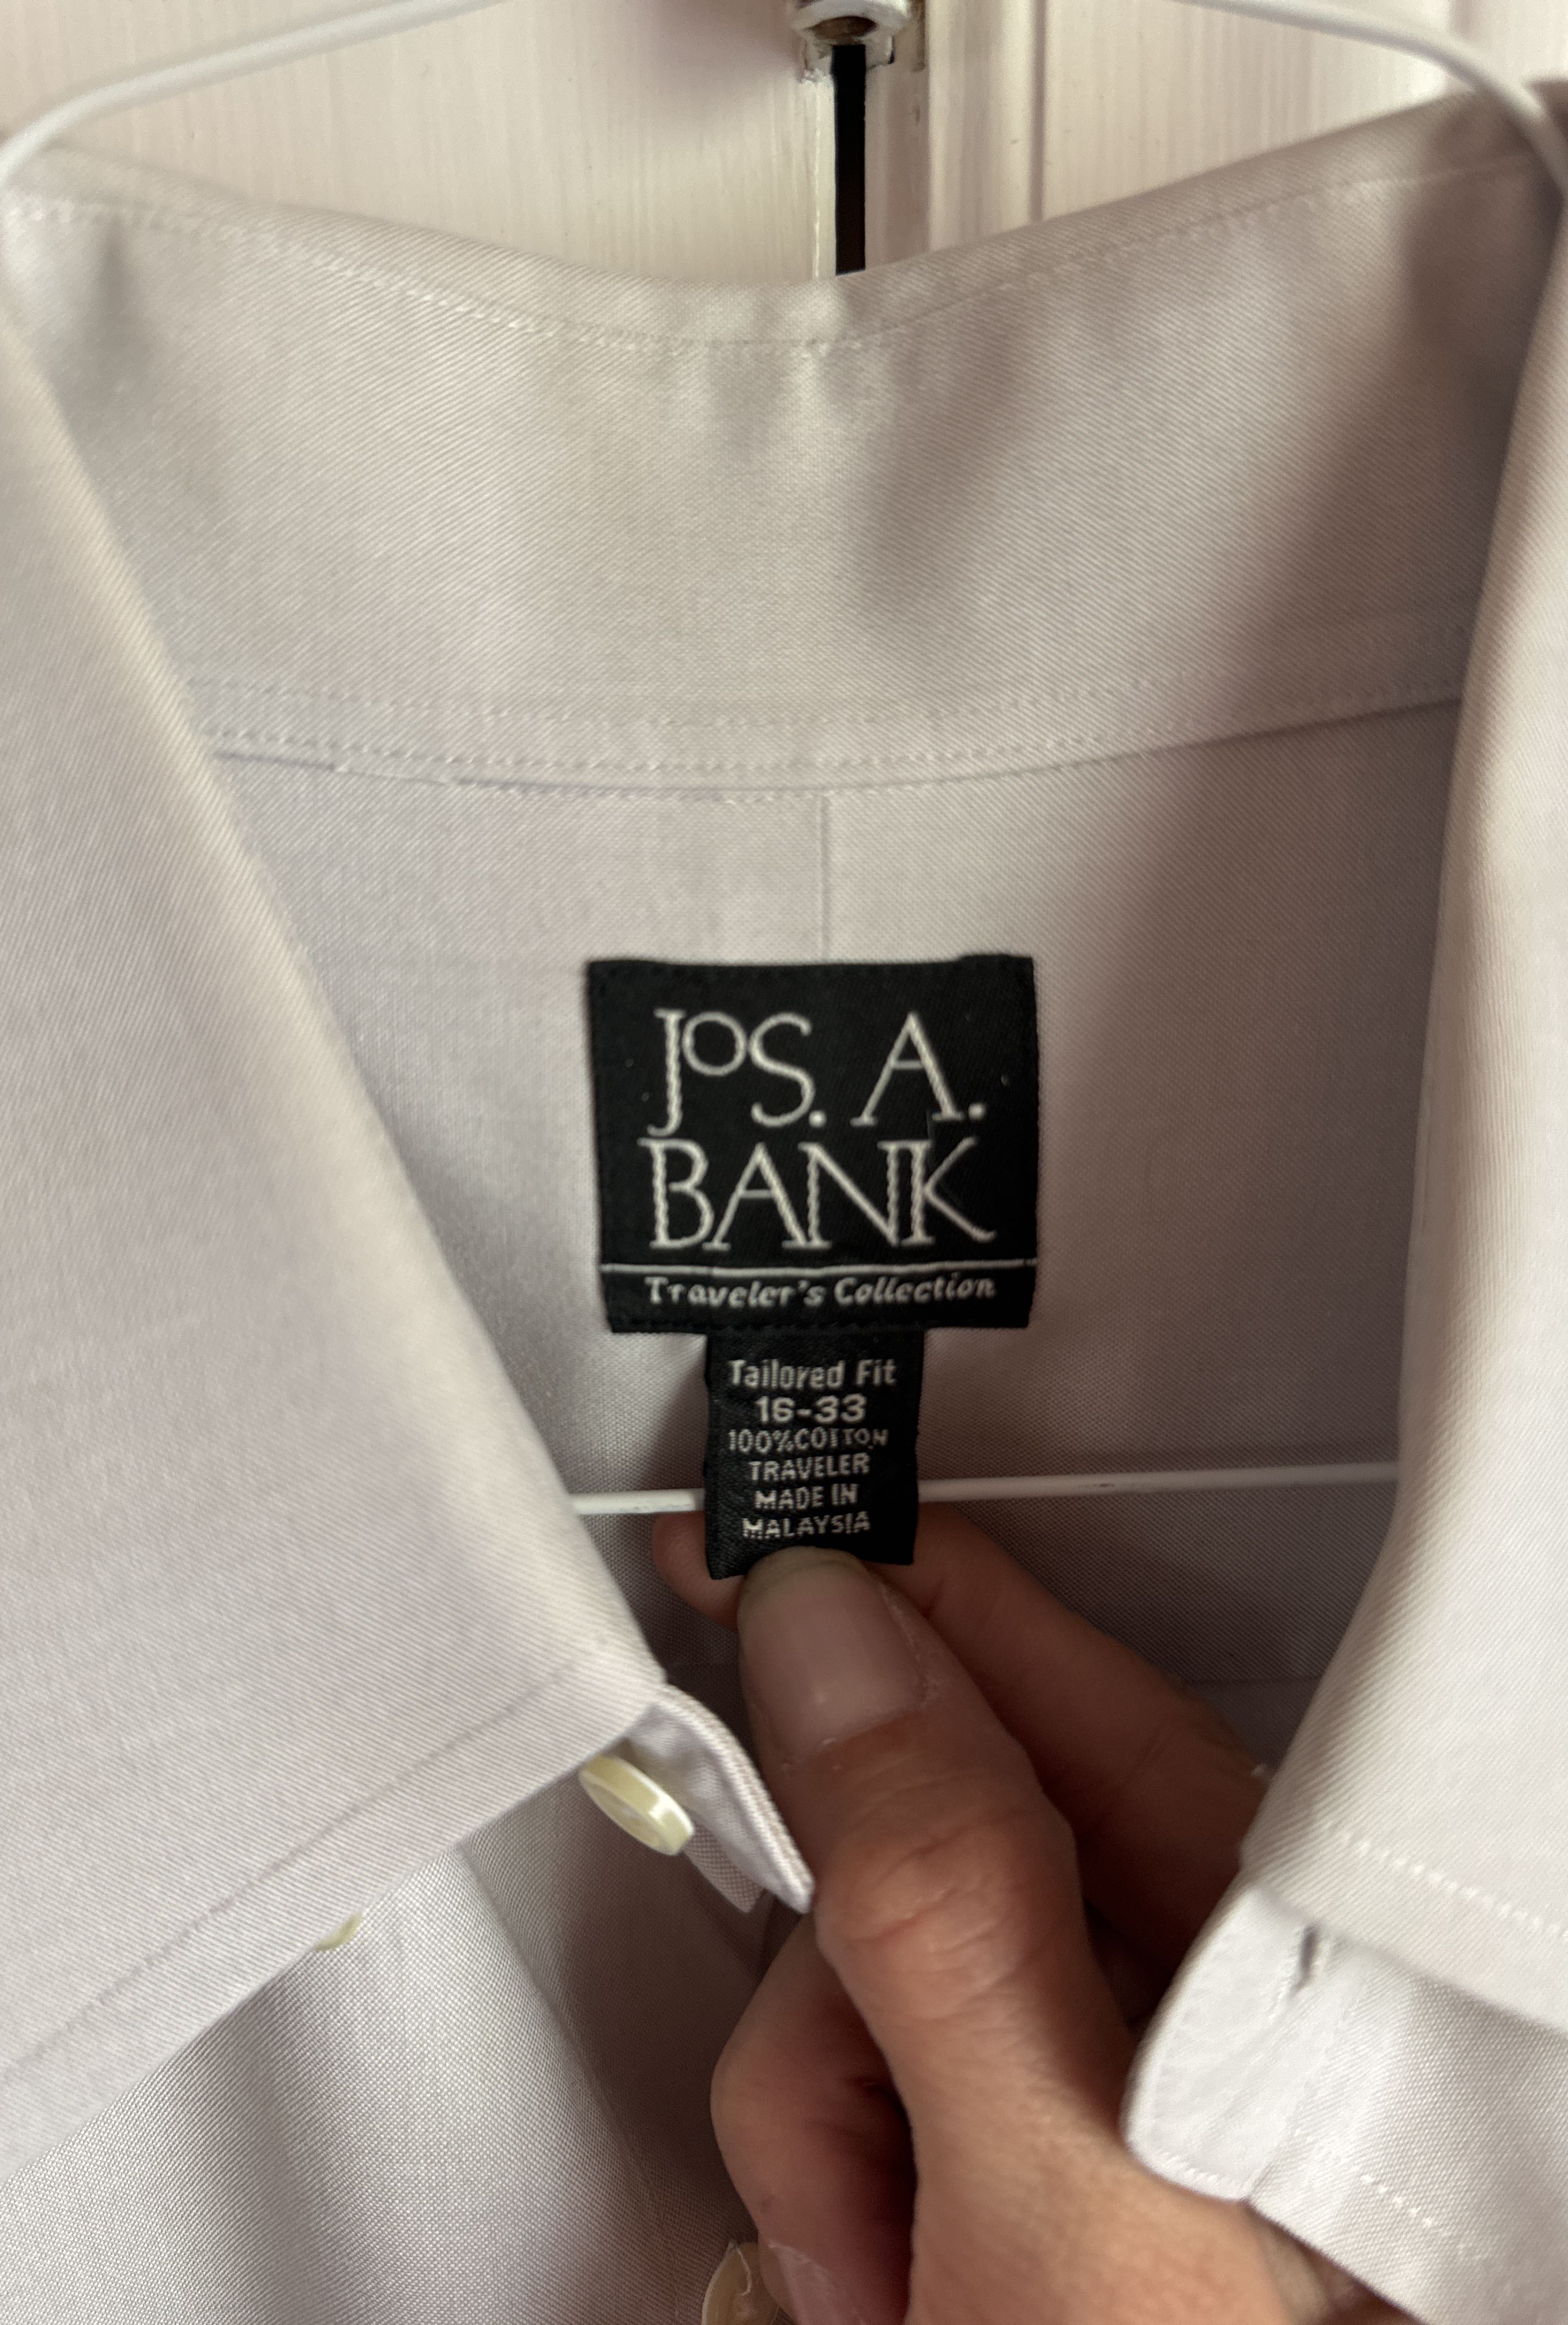 JOS. A.
BANK
Traveler's Collection
Tailored Fit
16-33
100%COTTON
TRAVELER
MADE IN
MALAYSIA